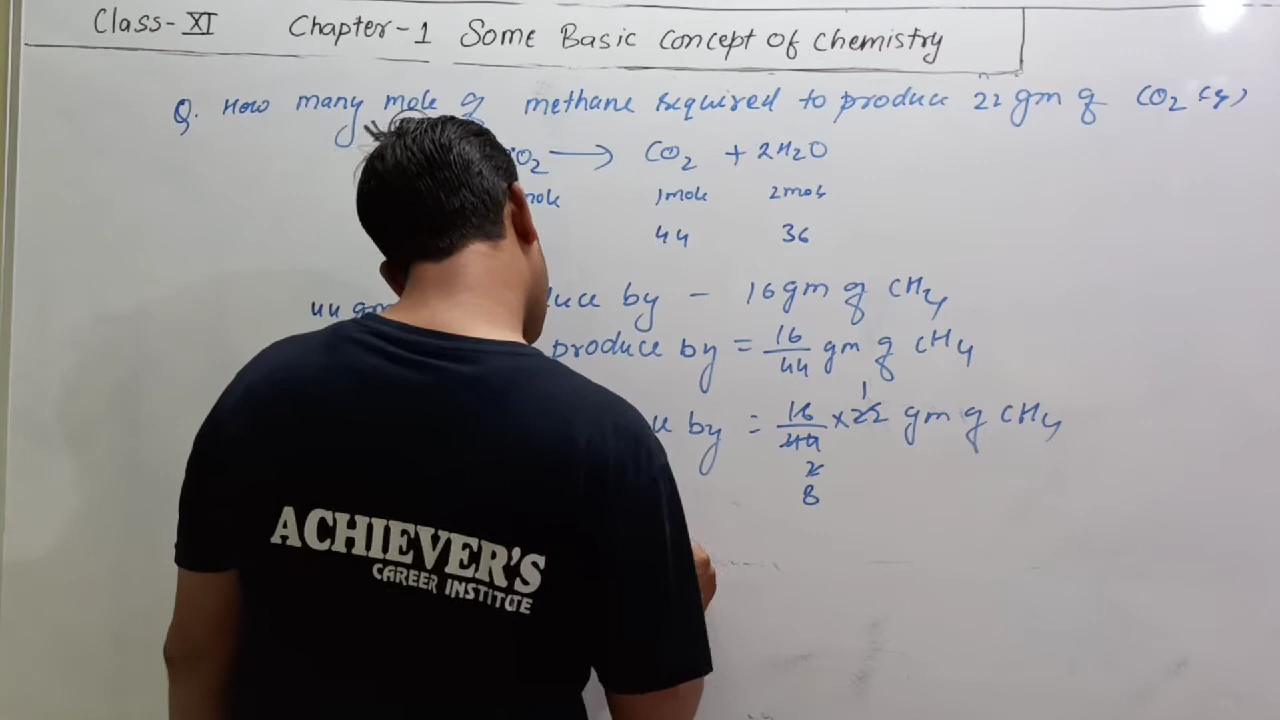 Class-XI Chapter-1 Some Basic Concept of Chemistry
Q. How many mole of methane required to produce 22 gm of CO2 (g)
O2 → CO2 + 2H2O
mole 1mole 2mols
44 36
44 gm by - 16gm of CH4
produce by = 16/44 gm of CH4
by = 16/44 × 22 gm of CH4
1
2
8
ACHIEVER'S
CAREER INSTITUTE